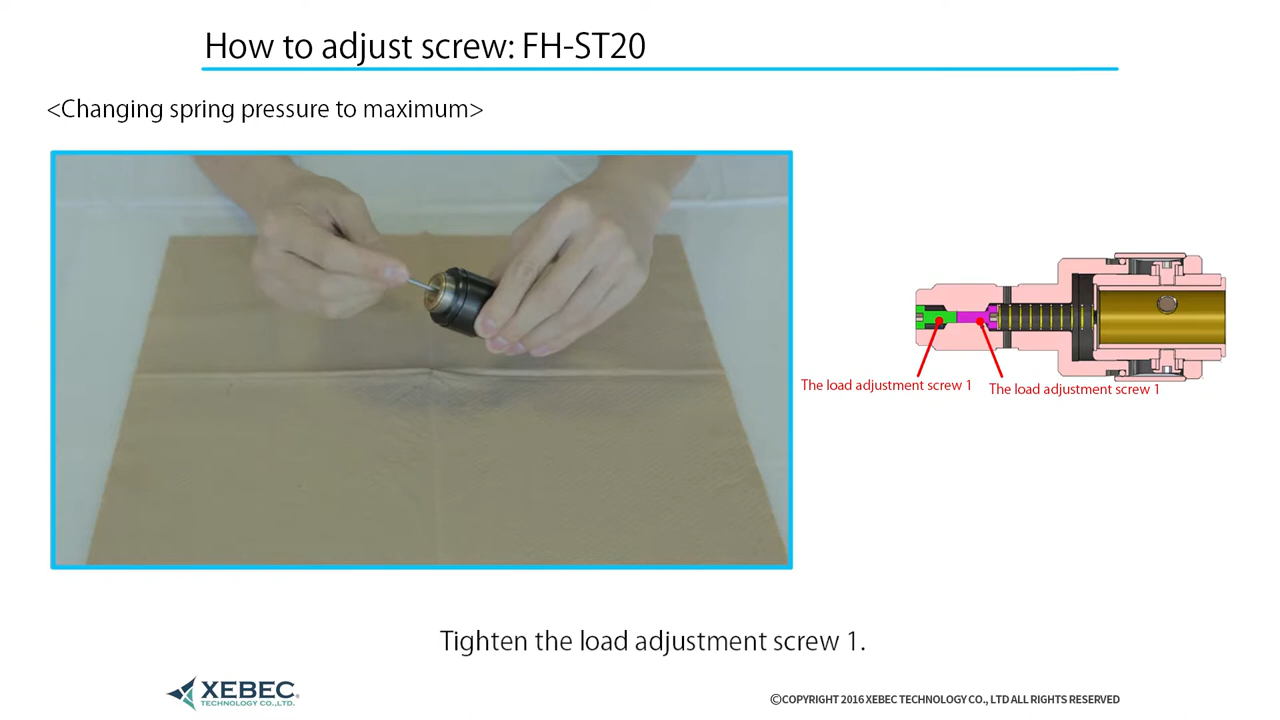 How to adjust screw: FH-ST20
<Changing spring pressure to maximum>
The load adjustment screw 1
The load adjustment screw 1
Tighten the load adjustment screw 1.
XEBEC
TECHNOLOGY CO.,LTD.
©COPYRIGHT 2016 XEBEC TECHNOLOGY CO., LTD ALL RIGHTS RESERVED